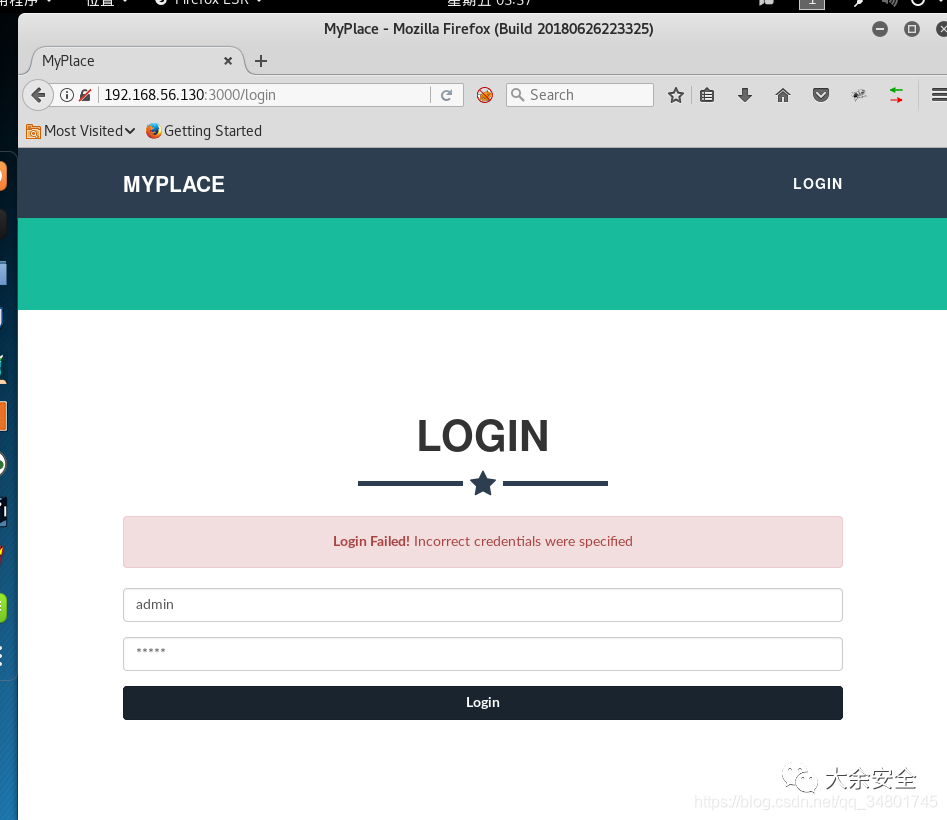 应用程序 位置 Firefox ESR 星期五 03:37 1
MyPlace - Mozilla Firefox (Build 20180626223325)
MyPlace
192.168.56.130:3000/login Search
Most Visited Getting Started
MYPLACE LOGIN
LOGIN
Login Failed! Incorrect credentials were specified
admin
*****
Login
大余安全
https://blog.csdn.net/qq_34801745